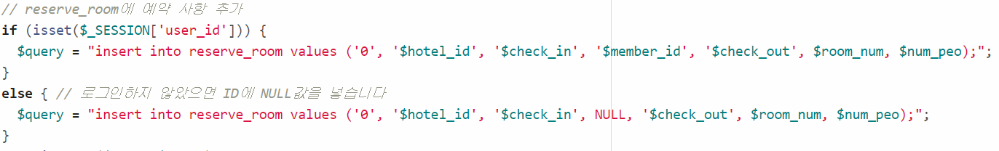 // reserve_room에 예약 사항 추가
if (isset($_SESSION['user_id'])) {
$query = "insert into reserve_room values ('0', '$hotel_id', '$check_in', '$member_id', '$check_out', $room_num, $num_peo);";
}
else { // 로그인하지 않았으면 ID에 NULL값을 넣습니다
$query = "insert into reserve_room values ('0', '$hotel_id', '$check_in', NULL, '$check_out', $room_num, $num_peo);";
}